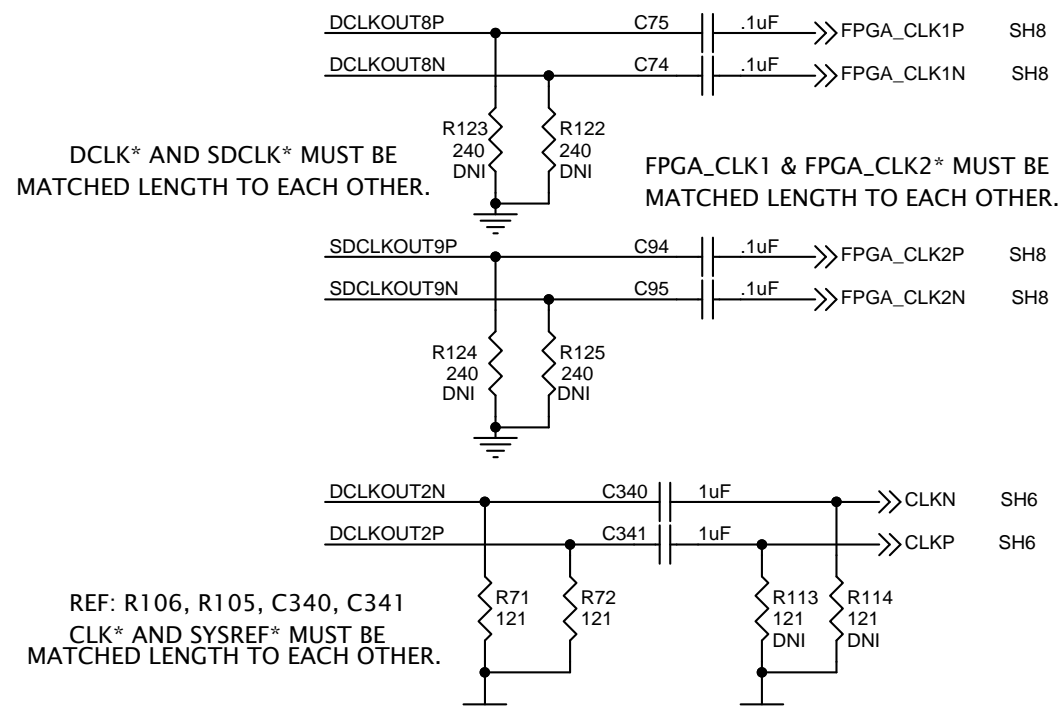 DCLKOUT8P C75 .1uF FPGA_CLK1P SH8
DCLKOUT8N C74 .1uF FPGA_CLK1N SH8
R123 R122
240 240
DNI DNI
DCLK* AND SDCLK* MUST BE
MATCHED LENGTH TO EACH OTHER.
FPGA_CLK1 & FPGA_CLK2* MUST BE
MATCHED LENGTH TO EACH OTHER.
SDCLKOUT9P C94 .1uF FPGA_CLK2P SH8
SDCLKOUT9N C95 .1uF FPGA_CLK2N SH8
R124 R125
240 240
DNI DNI
DCLKOUT2N C340 1uF CLKN SH6
DCLKOUT2P C341 1uF CLKP SH6
R71 R72 R113 R114
121 121 121 121
DNI DNI
REF: R106, R105, C340, C341
CLK* AND SYSREF* MUST BE
MATCHED LENGTH TO EACH OTHER.